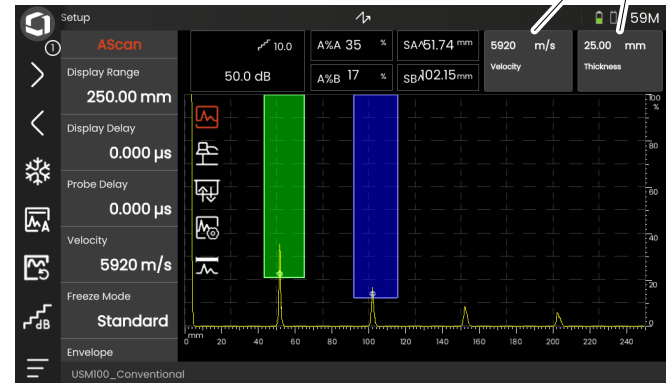 Setup
59M
1
AScan
10.0
50.0 dB
A%A 35 %
A%B 17 %
SA^ 51.74 mm
SB^ 102.15 mm
5920 m/s
Velocity
25.00 mm
Thickness
Display Range
250.00 mm
Display Delay
0.000 µs
Probe Delay
0.000 µs
Velocity
5920 m/s
Freeze Mode
Standard
Envelope
A
dB
100
%
80
60
40
20
0
mm
0 20 40 60 80 100 120 140 160 180 200 220 240
USM100_Conventional